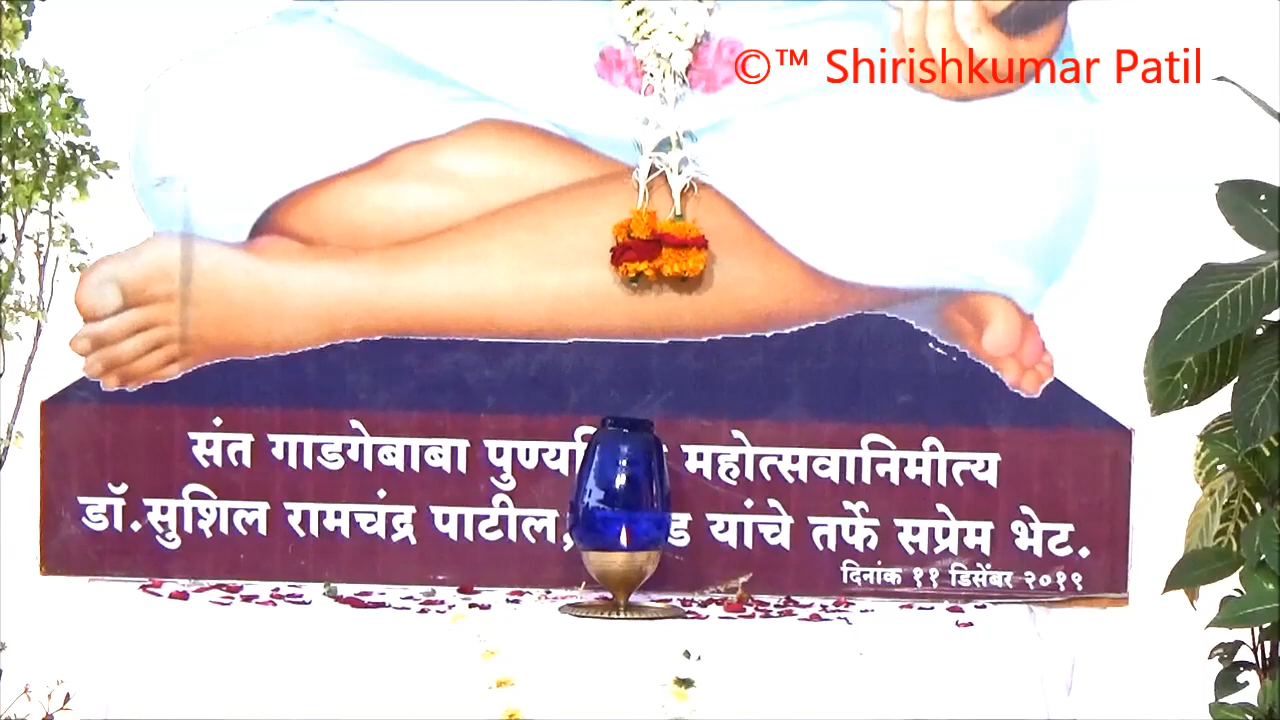 ©™ Shirishkumar Patil
संत गाडगेबाबा महोत्सवानिमीत्य
डॉ.सुशिल रामचंद्र पाटील, यांचे तर्फे सप्रेम भेट.
दिनांक ११ डिसेंबर २०१९